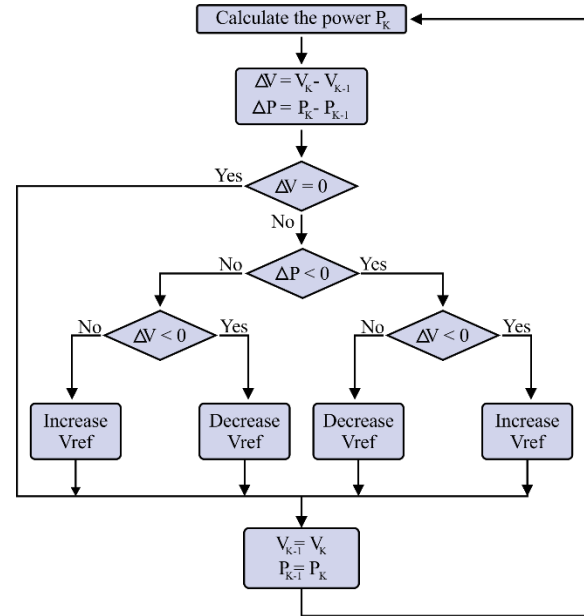 Calculate the power P_K
ΔV = V_K - V_K-1
ΔP = P_K - P_K-1
Yes
ΔV = 0
No
No
ΔP < 0
Yes
No
ΔV < 0
Yes
No
ΔV < 0
Yes
Increase
Vref
Decrease
Vref
Decrease
Vref
Increase
Vref
V_K-1 = V_K
P_K-1 = P_K